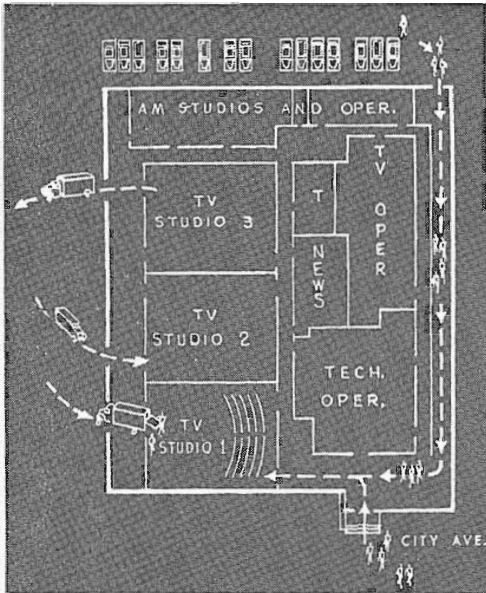 AM STUDIOS AND OPER.
TV
STUDIO 3
T
TV OPER
NEWS
TV
STUDIO 2
TECH.
OPER.
TV
STUDIO 1
CITY AVE.